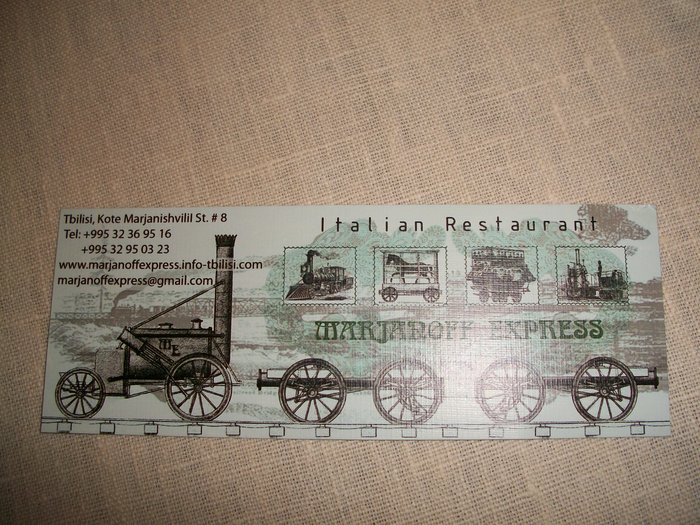 Tbilisi, Kote Marjanishvilil St. # 8
Tel: +995 32 36 95 16
+995 32 95 03 23
www.marjanoffexpress.info-tbilisi.com
marjanoffexpress@gmail.com
Italian Restaurant
MARJANOFF EXPRESS
ME